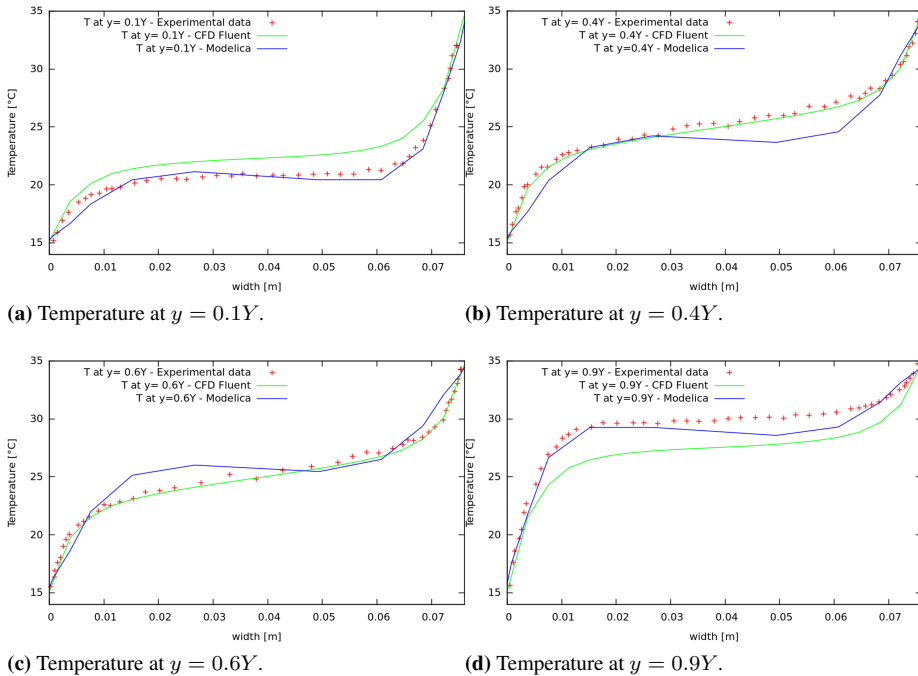 T at y= 0.1Y - Experimental data
T at y= 0.1Y - CFD Fluent
T at y=0.1Y - Modelica
Temperature [°C]
35
30
25
20
15
0
0.01
0.02
0.03
0.04
0.05
0.06
0.07
width [m]
(a) Temperature at y = 0.1Y.
T at y= 0.4Y - Experimental data
T at y= 0.4Y - CFD Fluent
T at y=0.4Y - Modelica
Temperature [°C]
35
30
25
20
15
0
0.01
0.02
0.03
0.04
0.05
0.06
0.07
width [m]
(b) Temperature at y = 0.4Y.
T at y= 0.6Y - Experimental data
T at y= 0.6Y - CFD Fluent
T at y=0.6Y - Modelica
Temperature [°C]
35
30
25
20
15
0
0.01
0.02
0.03
0.04
0.05
0.06
0.07
width [m]
(c) Temperature at y = 0.6Y.
T at y= 0.9Y - Experimental data
T at y= 0.9Y - CFD Fluent
T at y=0.9Y - Modelica
Temperature [°C]
35
30
25
20
15
0
0.01
0.02
0.03
0.04
0.05
0.06
0.07
width [m]
(d) Temperature at y = 0.9Y.